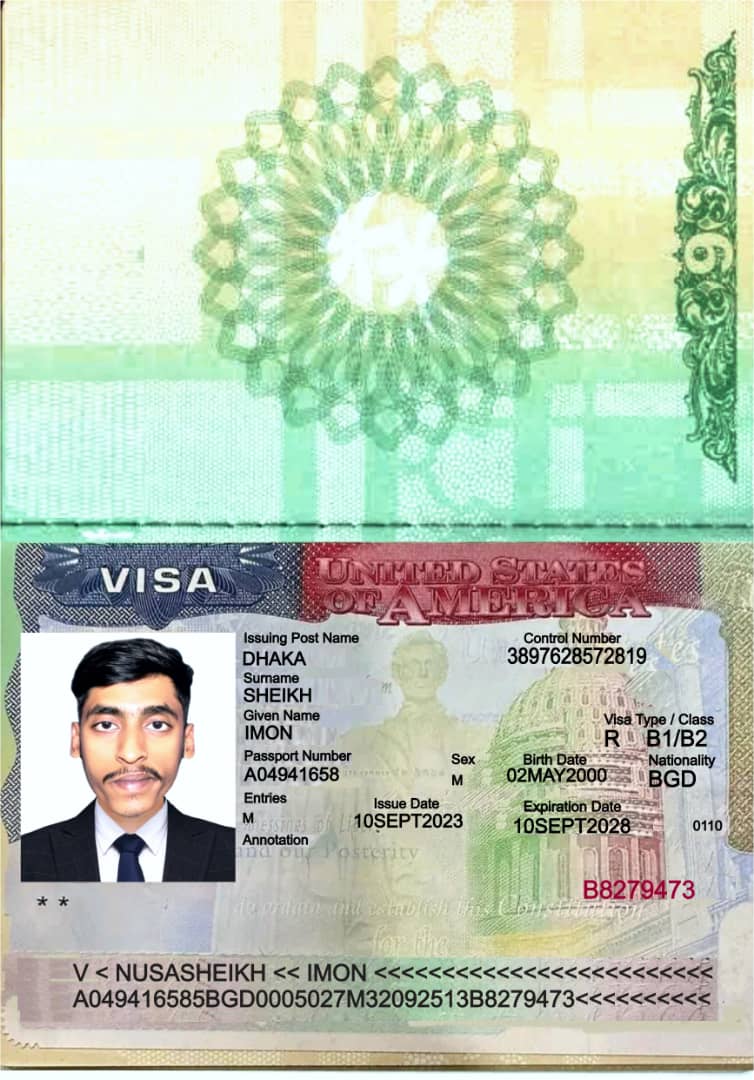 9
VISA
UNITED STATES
OF AMERICA
Issuing Post Name
DHAKA
Control Number
3897628572819
Surname
SHEIKH
Given Name
IMON
Visa Type / Class
R B1/B2
Passport Number
A04941658
Sex
M
Birth Date
02MAY2000
Nationality
BGD
Entries
M
Issue Date
10SEPT2023
Expiration Date
10SEPT2028
0110
Annotation
and our Posterity
B8279473
* *
do ordain and establish this Constitution
for the
V < NUSASHEIKH << IMON <<<<<<<<<<<<<<<<<<<<<<<<<
A049416585BGD0005027M32092513B8279473<<<<<<<<<<